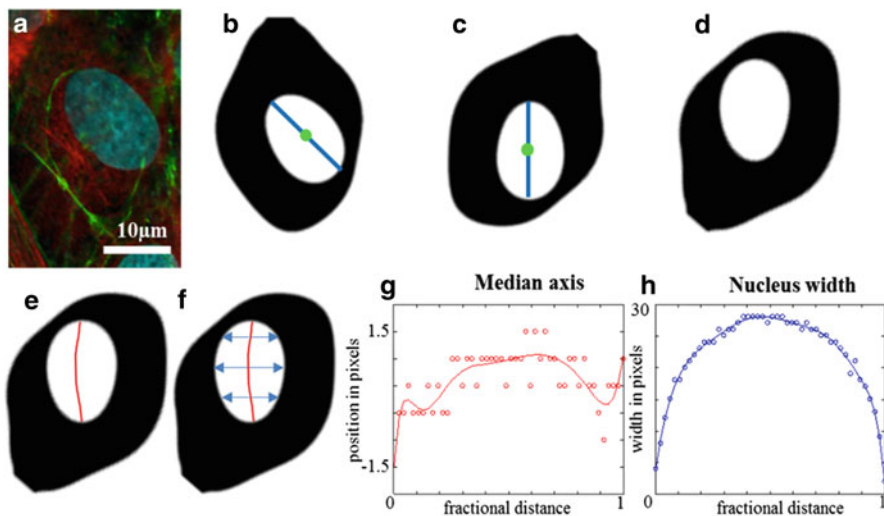 a
10µm
b
c
d
e
f
g
Median axis
1.5
-1.5
position in pixels
0
1
fractional distance
h
Nucleus width
30
width in pixels
0
1
fractional distance